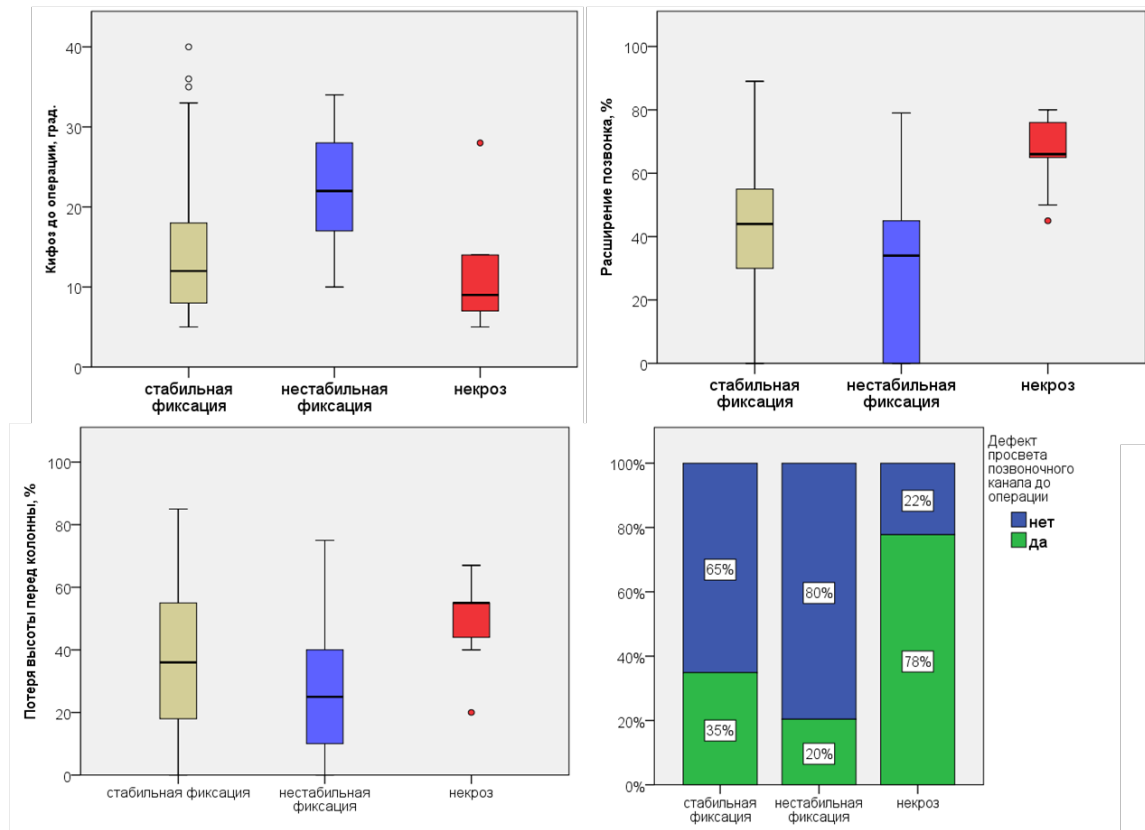 Кифоз до операции, град.
40
30
20
10
0
стабильная
фиксация
нестабильная
фиксация
некроз
Расширение позвонка, %
100
80
60
40
20
0
стабильная
фиксация
нестабильная
фиксация
некроз
Потеря высоты перед колонны, %
100
80
60
40
20
0
стабильная фиксация
нестабильная
фиксация
некроз
100%
80%
60%
40%
20%
0%
65%
35%
80%
20%
22%
78%
стабильная
фиксация
нестабильная
фиксация
некроз
Дефект
просвета
позвоночного
канала до
операции
нет
да